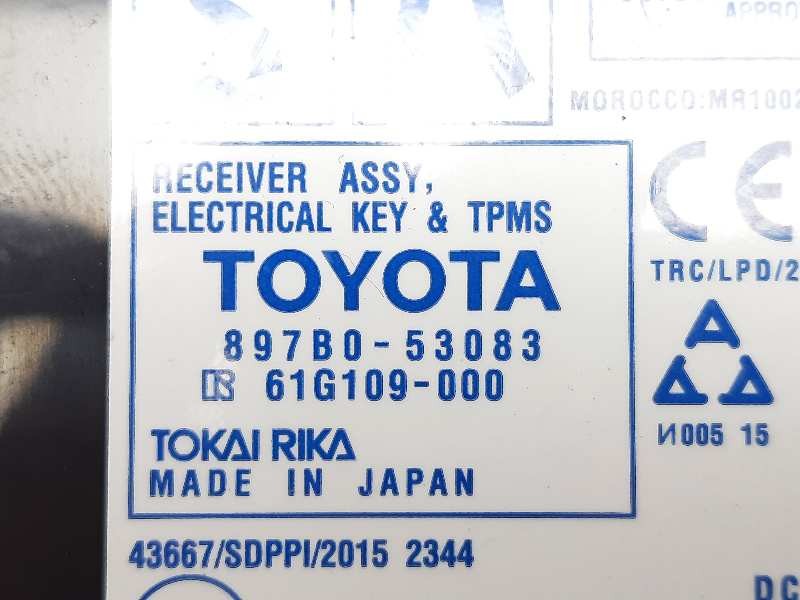 MOROCCO:MR1002
RECEIVER ASSY,
ELECTRICAL KEY & TPMS
TOYOTA
897B0-53083
61G109-000
TOKAI RIKA
MADE IN JAPAN
43667/SDPPI/2015 2344
CE
TRC/LPD/2
И005 15
DC